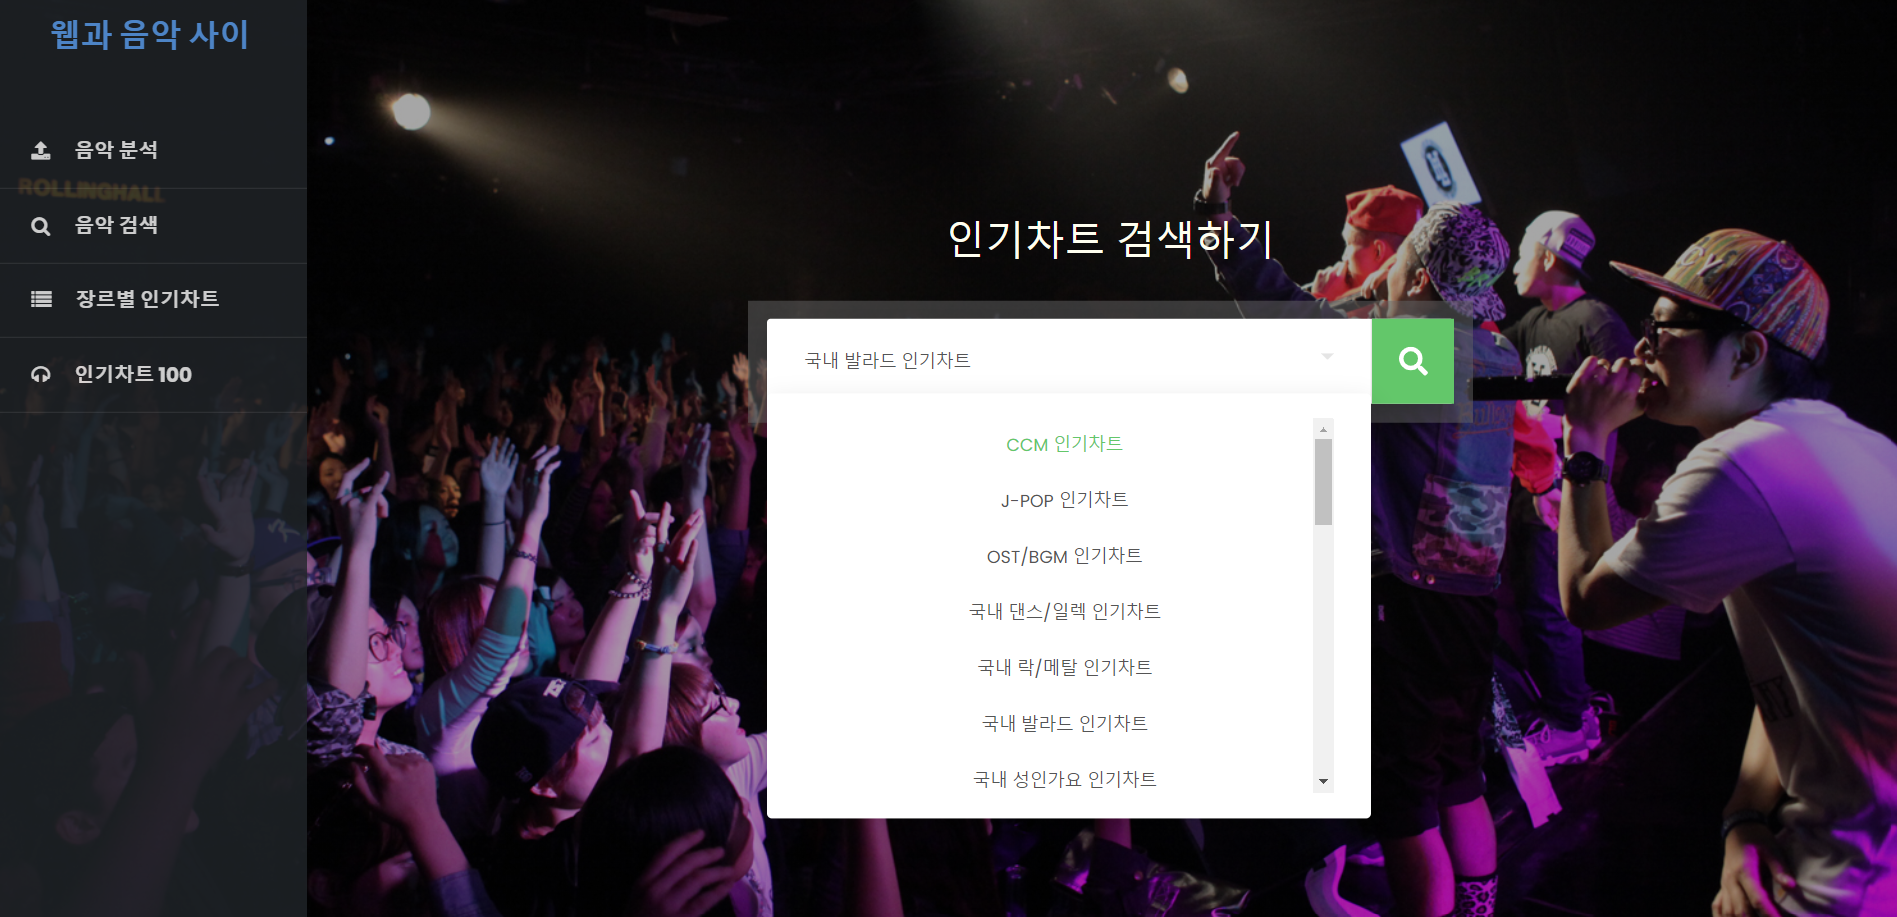 웹과 음악 사이
음악 분석
ROLLINGHALL
음악 검색
장르별 인기차트
인기차트 100
인기차트 검색하기
국내 발라드 인기차트
CCM 인기차트
J-POP 인기차트
OST/BGM 인기차트
국내 댄스/일렉 인기차트
국내 락/메탈 인기차트
국내 발라드 인기차트
국내 성인가요 인기차트